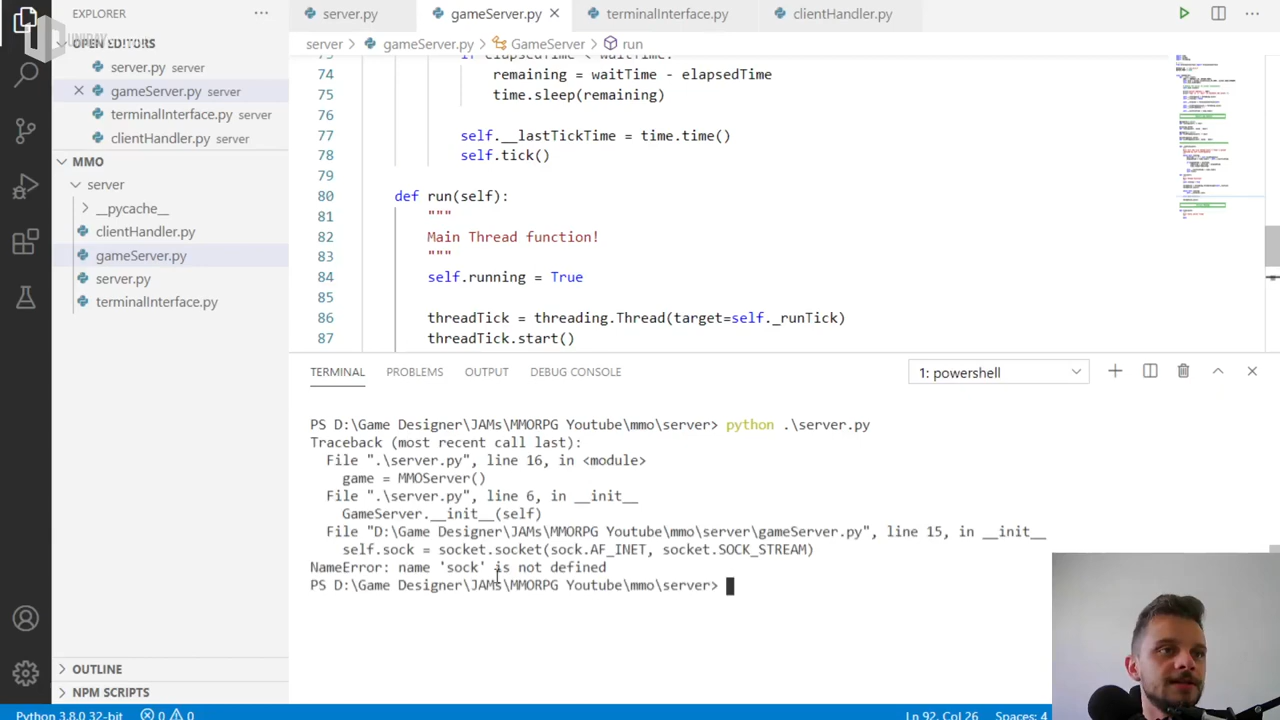 EXPLORER
OPEN EDITORS
server.py server
gameServer.py server
terminalInterface.py server
clientHandler.py server
MMO
server
clientHandler.py
gameServer.py
server.py
terminalInterface.py
OUTLINE
NPM SCRIPTS
server.py
gameServer.py
terminalInterface.py
clientHandler.py
server > gameServer.py > GameServer > run
74 remaining = waitTime - elapsedTime
75 time.sleep(remaining)
76
77 self.__lastTickTime = time.time()
78 self.tick()
79
80 def run(self):
81 """
82 Main Thread function!
83 """
84 self.running = True
85
86 threadTick = threading.Thread(target=self._runTick)
87 threadTick.start()
TERMINAL PROBLEMS OUTPUT DEBUG CONSOLE 1: powershell
PS D:\Game Designer\JAMs\MMORPG Youtube\mmo\server> python .\server.py
Traceback (most recent call last):
File ".\server.py", line 16, in <module>
game = MMOServer()
File ".\server.py", line 6, in __init__
GameServer.__init__(self)
File "D:\Game Designer\JAMs\MMORPG Youtube\mmo\server\gameServer.py", line 15, in __init__
self.sock = socket.socket(sock.AF_INET, socket.SOCK_STREAM)
NameError: name 'sock' is not defined
PS D:\Game Designer\JAMs\MMORPG Youtube\mmo\server>
Python 3.8.0 32-bit 0 0 Ln 92, Col 26 Spaces: 4